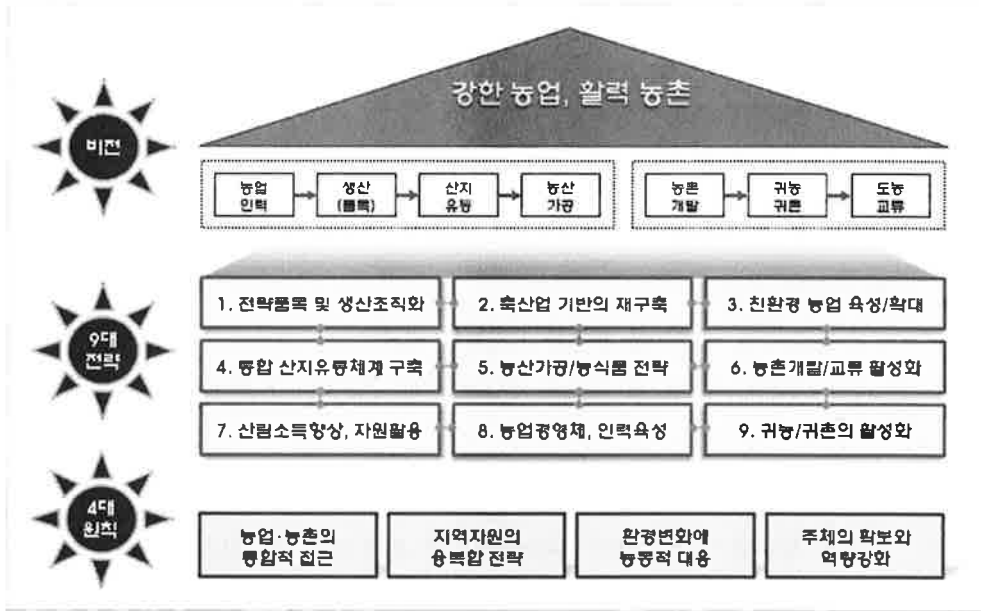 강한 농업, 활력 농촌
비전
농업
인력
생산
(품목)
산지
유통
농산
가공
농촌
개발
귀농
귀촌
도농
교류
9대
전략
1. 전략품목 및 생산조직화
2. 축산업 기반의 재구축
3. 친환경 농업 육성/확대
4. 통합 산지유통체계 구축
5. 농산가공/농식품 전략
6. 농촌개발/교류 활성화
7. 산림소득향상, 자원활용
8. 농업경영체, 인력육성
9. 귀농/귀촌의 활성화
4대
원칙
농업·농촌의
통합적 접근
지역자원의
융복합 전략
환경변화에
능동적 대응
주체의 확보와
역량강화